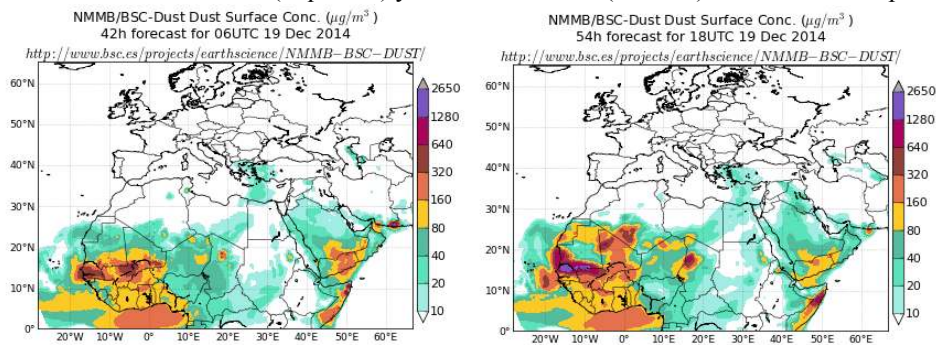 NMMB/BSC-Dust Dust Surface Conc. (µg/m³)
42h forecast for 06UTC 19 Dec 2014
http://www.bsc.es/projects/earthscience/NMMB-BSC-DUST/
60°N
50°N
40°N
30°N
20°N
10°N
0°N
20°W
10°W
0°E
10°E
20°E
30°E
40°E
50°E
60°E
2650
1280
640
320
160
80
40
20
10
NMMB/BSC-Dust Dust Surface Conc. (µg/m³)
54h forecast for 18UTC 19 Dec 2014
http://www.bsc.es/projects/earthscience/NMMB-BSC-DUST/
60°N
50°N
40°N
30°N
20°N
10°N
0°N
20°W
10°W
0°E
10°E
20°E
30°E
40°E
50°E
60°E
2650
1280
640
320
160
80
40
20
10